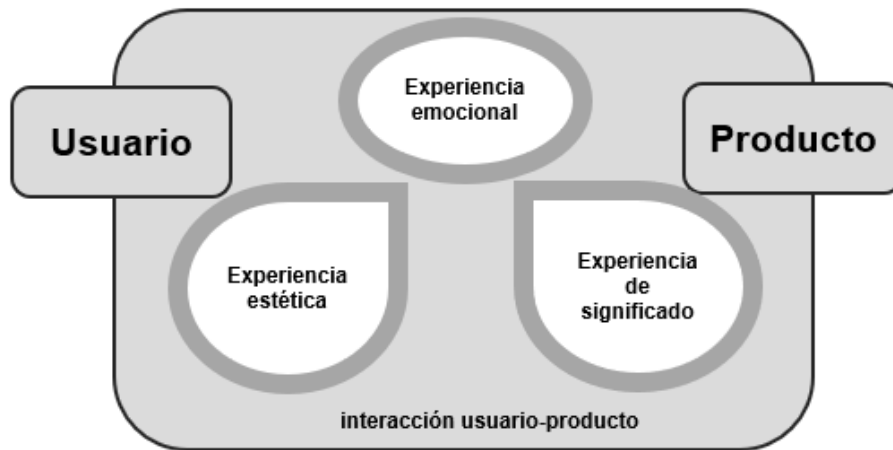 Experiencia
emocional
Usuario
Producto
Experiencia
estética
Experiencia
de
significado
interacción usuario-producto